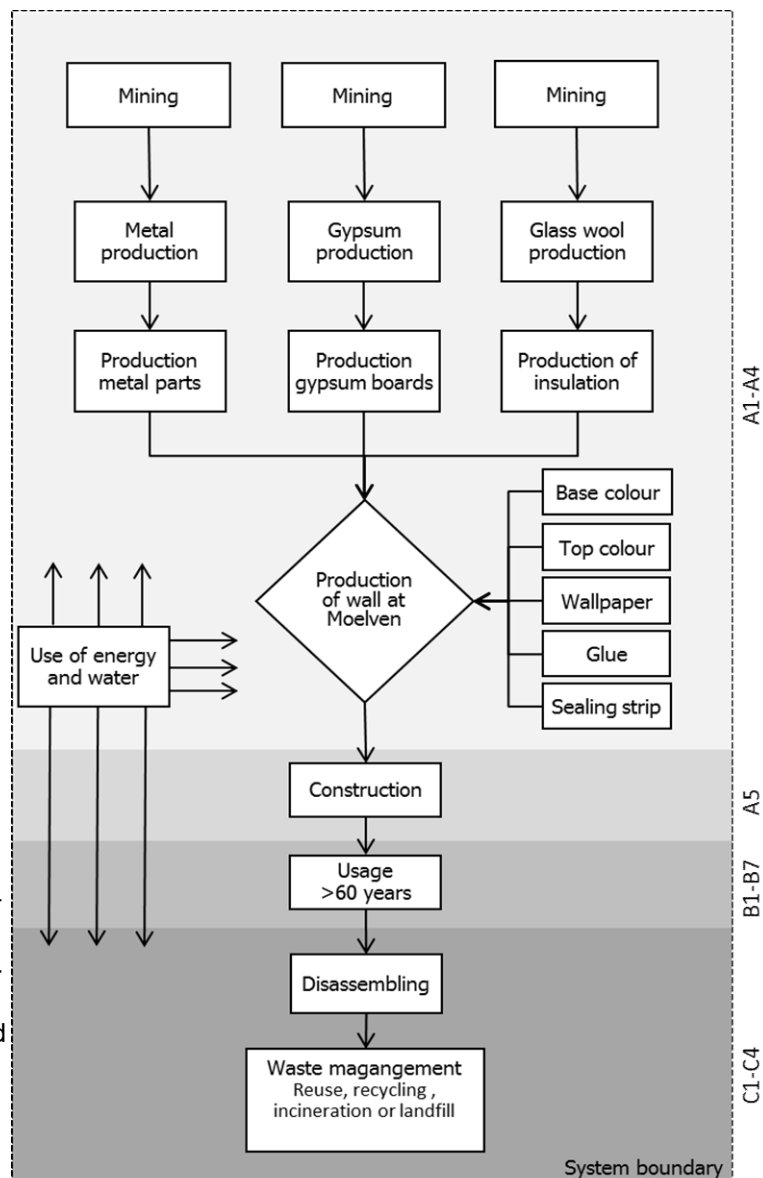 Mining
Mining
Mining
Metal
production
Gypsum
production
Glass wool
production
Production
metal parts
Production
gypsum boards
Production of
insulation
A1-A4
Base colour
Top colour
Production
of wall at
Moelven
Wallpaper
Use of energy
and water
Glue
Sealing strip
Construction
A5
Usage
>60 years
B1-B7
Disassembling
Waste magangement
Reuse, recycling ,
incineration or landfill
C1-C4
System boundary